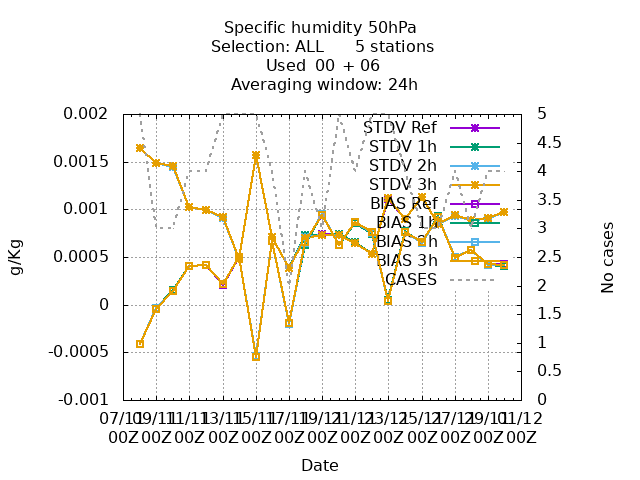 Specific humidity 50hPa
Selection: ALL 5 stations
Used 00 + 06
Averaging window: 24h
g/Kg
No cases
0.002
0.0015
0.001
0.0005
0
-0.0005
-0.001
5
4.5
4
3.5
3
2.5
2
1.5
1
0.5
0
STDV Ref
STDV 1h
STDV 2h
STDV 3h
BIAS Ref
BIAS 1h
BIAS 2h
BIAS 3h
CASES
07/10 09/11 11/11 13/11 15/11 17/11 19/12 21/12 23/12 25/12 27/12 29/10 01/12
00Z 00Z 00Z 00Z 00Z 00Z 00Z 00Z 00Z 00Z 00Z 00Z 00Z
Date